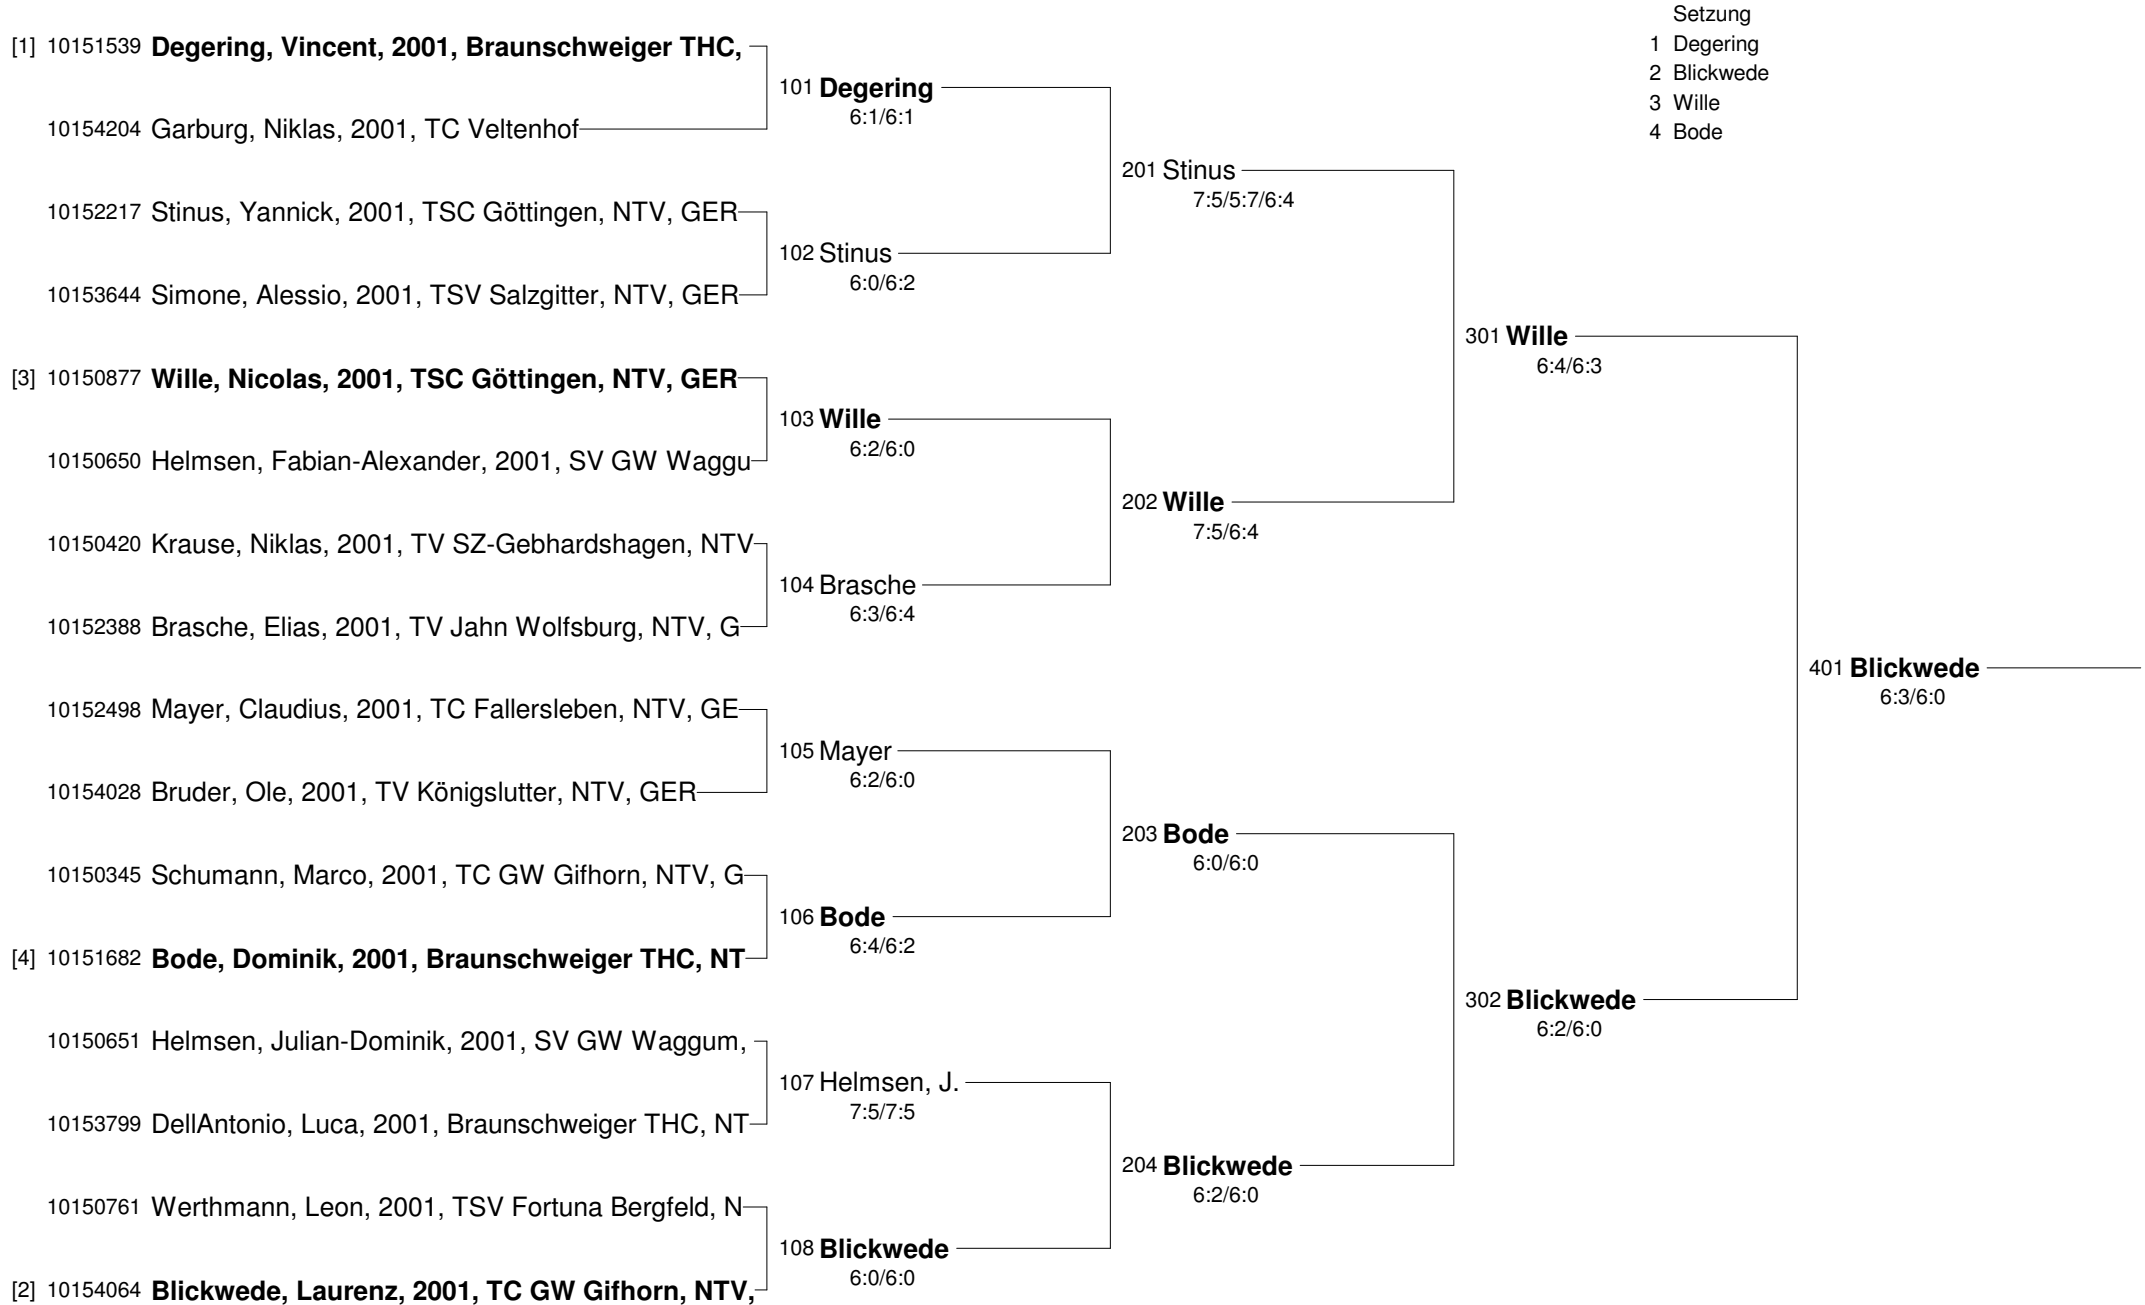 Setzung
1 Degering
2 Blickwede
3 Wille
4 Bode
[1] 10151539 Degering, Vincent, 2001, Braunschweiger THC,
101 Degering
6:1/6:1
10154204 Garburg, Niklas, 2001, TC Veltenhof
201 Stinus
7:5/5:7/6:4
10152217 Stinus, Yannick, 2001, TSC Göttingen, NTV, GER
102 Stinus
6:0/6:2
10153644 Simone, Alessio, 2001, TSV Salzgitter, NTV, GER
301 Wille
6:4/6:3
[3] 10150877 Wille, Nicolas, 2001, TSC Göttingen, NTV, GER
103 Wille
6:2/6:0
10150650 Helmsen, Fabian-Alexander, 2001, SV GW Waggu
202 Wille
7:5/6:4
10150420 Krause, Niklas, 2001, TV SZ-Gebhardshagen, NTV
104 Brasche
6:3/6:4
10152388 Brasche, Elias, 2001, TV Jahn Wolfsburg, NTV, G
401 Blickwede
6:3/6:0
10152498 Mayer, Claudius, 2001, TC Fallersleben, NTV, GE
105 Mayer
6:2/6:0
10154028 Bruder, Ole, 2001, TV Königslutter, NTV, GER
203 Bode
6:0/6:0
10150345 Schumann, Marco, 2001, TC GW Gifhorn, NTV, G
106 Bode
6:4/6:2
[4] 10151682 Bode, Dominik, 2001, Braunschweiger THC, NT
302 Blickwede
6:2/6:0
10150651 Helmsen, Julian-Dominik, 2001, SV GW Waggum,
107 Helmsen, J.
7:5/7:5
10153799 DellAntonio, Luca, 2001, Braunschweiger THC, NT
204 Blickwede
6:2/6:0
10150761 Werthmann, Leon, 2001, TSV Fortuna Bergfeld, N
108 Blickwede
6:0/6:0
[2] 10154064 Blickwede, Laurenz, 2001, TC GW Gifhorn, NTV,